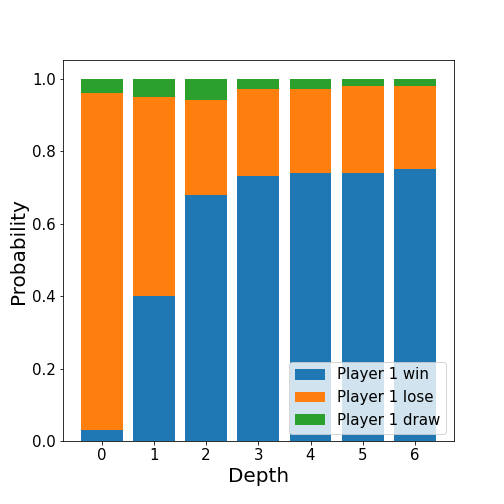 1.0
0.8
0.6
0.4
0.2
0.0
Probability
0 1 2 3 4 5 6
Depth
Player 1 win
Player 1 lose
Player 1 draw